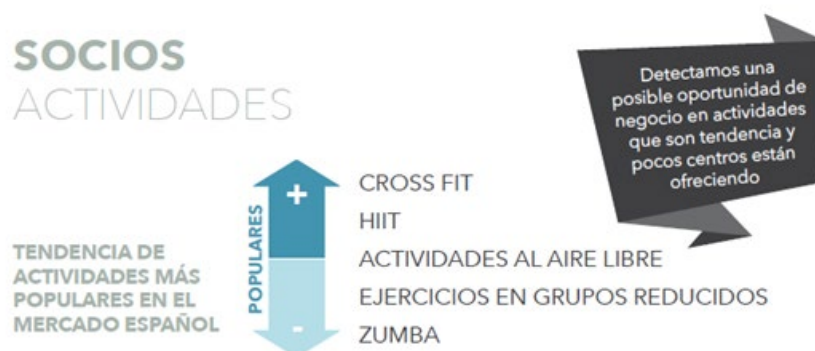 SOCIOS
ACTIVIDADES
Detectamos una
posible oportunidad de
negocio en actividades
que son tendencia y
pocos centros están
ofreciendo
TENDENCIA DE
ACTIVIDADES MÁS
POPULARES EN EL
MERCADO ESPAÑOL
+
POPULARES
-
CROSS FIT
HIIT
ACTIVIDADES AL AIRE LIBRE
EJERCICIOS EN GRUPOS REDUCIDOS
ZUMBA